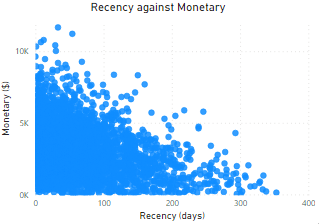 Recency against Monetary
Monetary ($)
10K
5K
0K
0 100 200 300 400
Recency (days)